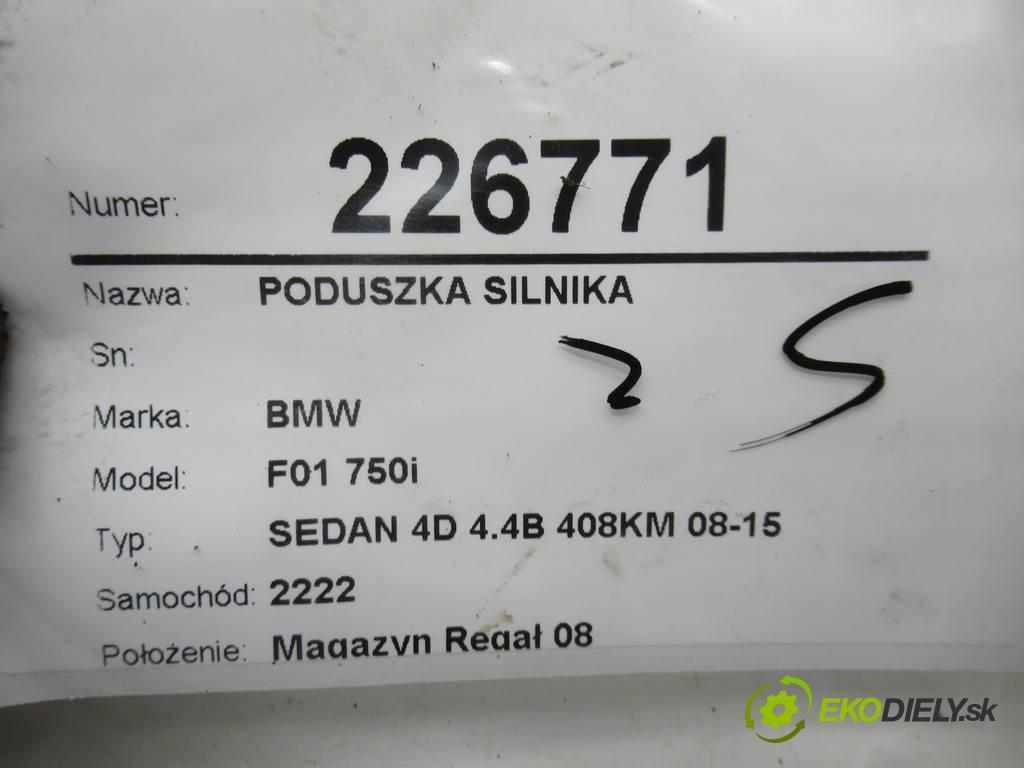 Numer: 226771
Nazwa: PODUSZKA SILNIKA
Sn:
2 S
Marka: BMW
Model: F01 750i
Typ: SEDAN 4D 4.4B 408KM 08-15
Samochód: 2222
Położenie: Magazyn Regał 08
EKODIELY.sk